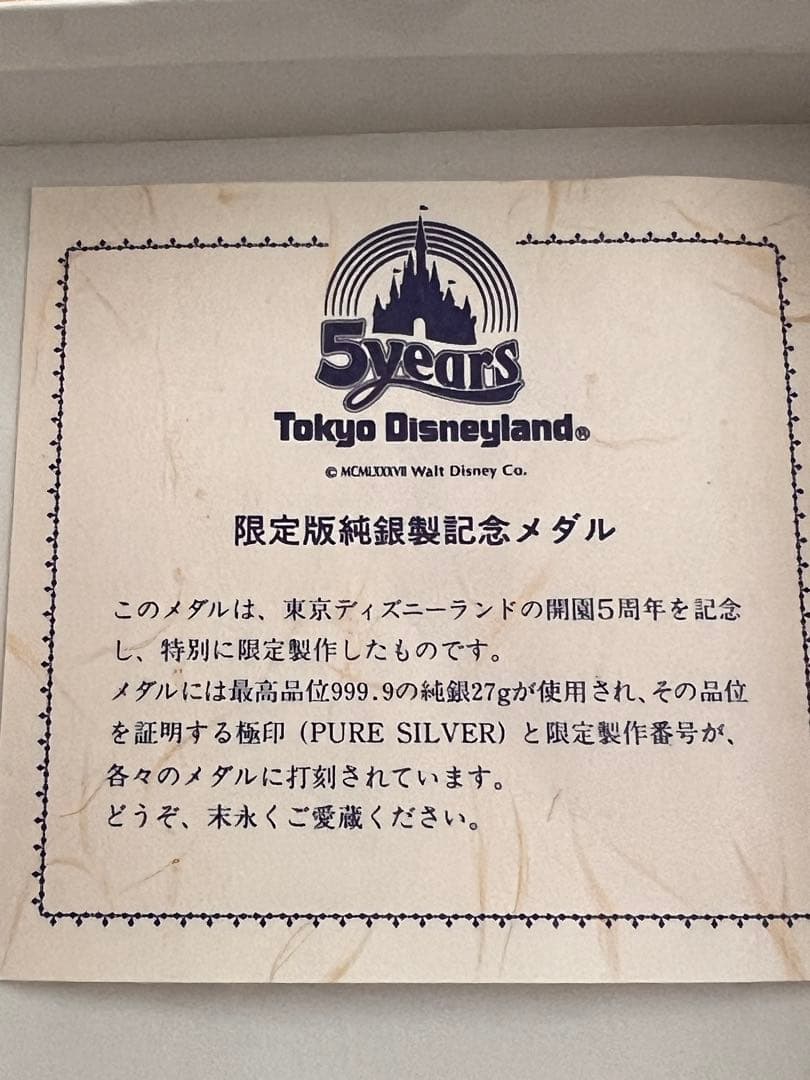 5years
Tokyo Disneyland®
© MCMLXXXVII Walt Disney Co.
限定版純銀製記念メダル
このメダルは、東京ディズニーランドの開園5周年を記念
し、特別に限定製作したものです。
メダルには最高品位999.9の純銀27gが使用され、その品位
を証明する極印（PURE SILVER）と限定製作番号が、
各々のメダルに打刻されています。
どうぞ、末永くご愛蔵ください。